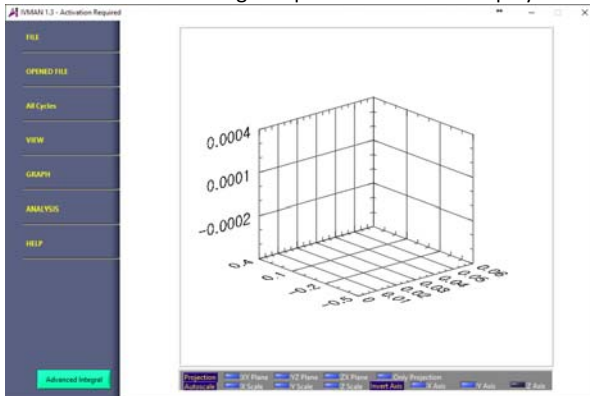 IVMAN 1.3 - Activation Required
FILE
OPENED FILE
All Cycles
VIEW
GRAPH
ANALYSIS
HELP
Advanced Integral
0.0004
0.0001
-0.0002
0.4
0.1
-0.2
-0.5
0
0.01
0.02
0.03
0.04
0.05
0.06
Projection XY Plane YZ Plane ZX Plane Only Projection
Autoscale X Scale Y Scale Z Scale Invert Axis X Axis Y Axis Z Axis